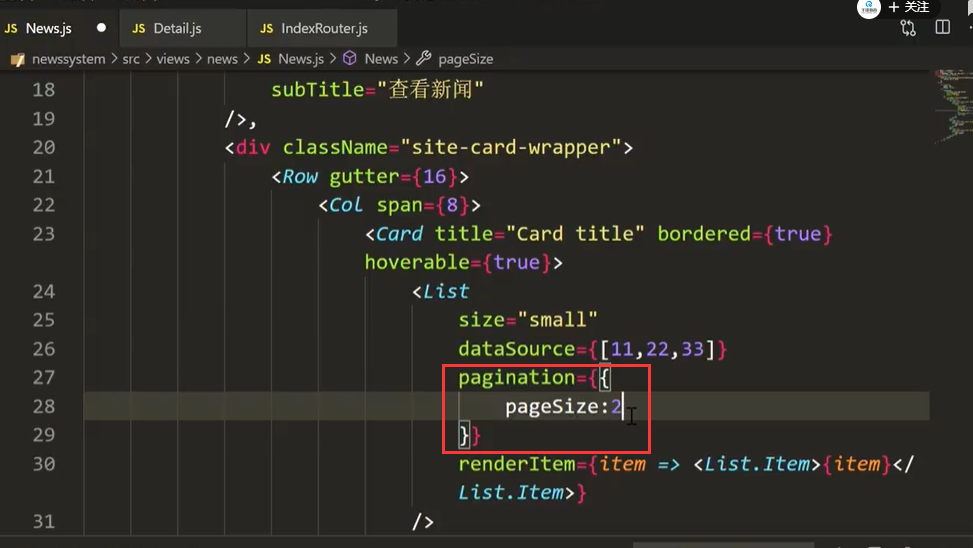 + 关注
JS News.js JS Detail.js JS IndexRouter.js
newssystem > src > views > news > JS News.js > News > pageSize
18 subTitle="查看新闻"
19 />,
20 <div className="site-card-wrapper">
21 <Row gutter={16}>
22 <Col span={8}>
23 <Card title="Card title" bordered={true}
hoverable={true}>
24 <List
25 size="small"
26 dataSource={[11,22,33]}
27 pagination={{
28 pageSize:2
29 }}
30 renderItem={item => <List.Item>{item}</
List.Item>}
31 />